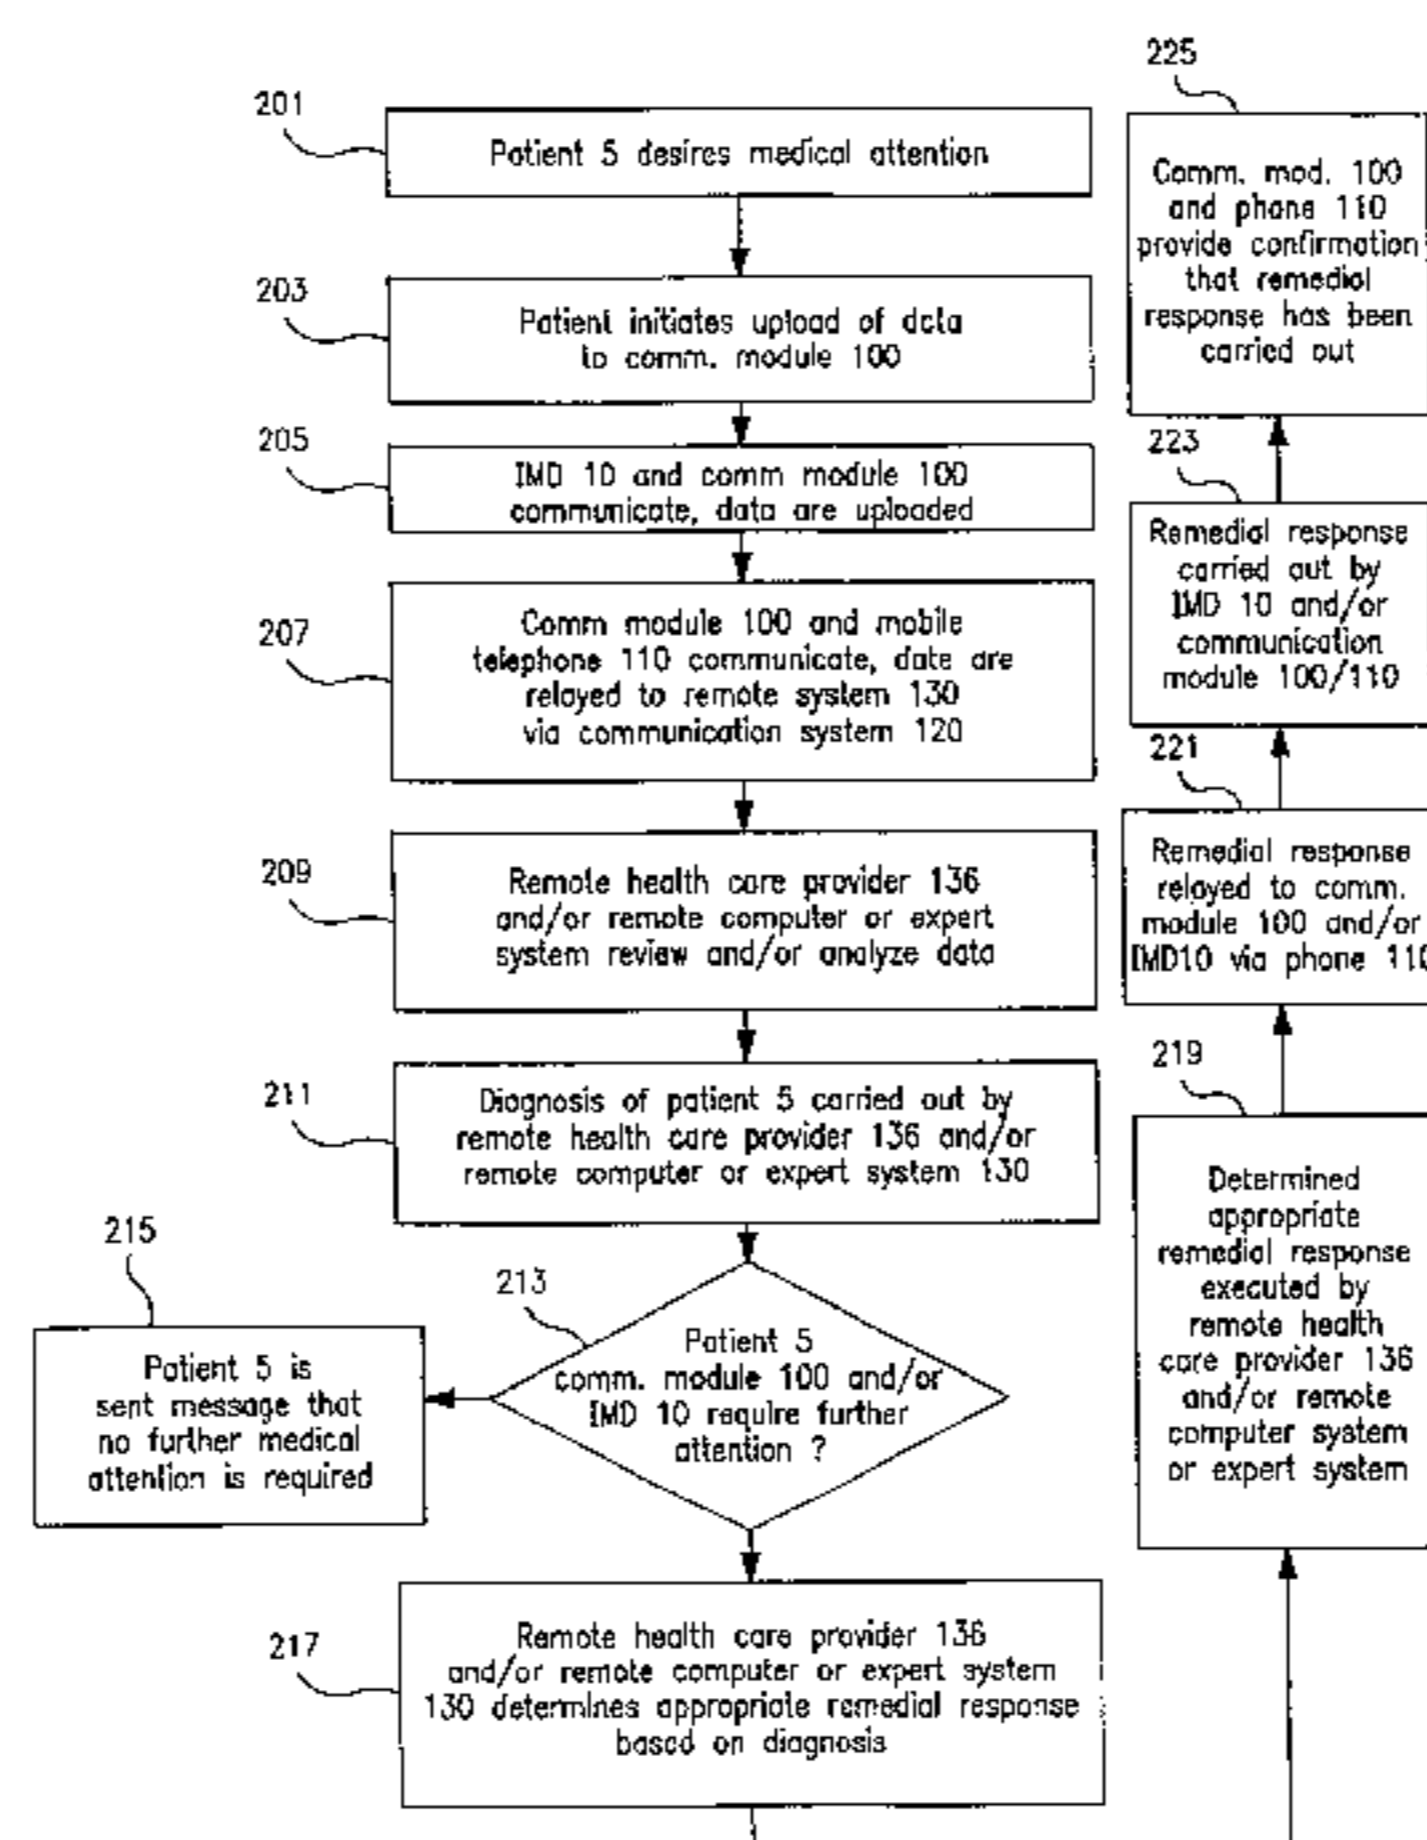 201
Patient 5 desires medical attention
203
Patient initiates upload of data
to comm. module 100
205
IMD 10 and comm module 100
communicate, data are uploaded
207
Comm module 100 and mobile
telephone 110 communicate, date are
relayed to remote system 130
via communication system 120
209
Remote health care provider 136
and/or remote computer or expert
system review and/or analyze data
211
Diagnosis of patient 5 carried out by
remote health care provider 136 and/or
remote computer or expert system 130
213
Patient 5
comm. module 100 and/or
IMD 10 require further
attention ?
215
Patient 5 is
sent message that
no further medical
attention is required
217
Remote health care provider 136
and/or remote computer or expert system
130 determines appropriate remedial response
based on diagnosis
219
Determined
appropriate
remedial response
executed by
remote health
care provider 136
and/or remote
computer system
or expert system
221
Remedial response
relayed to comm.
module 100 and/or
IMD10 via phone 110
223
Remedial response
carried out by
IMD 10 and/or
communication
module 100/110
225
Comm. mod. 100
and phone 110
provide confirmation
that remedial
response has been
carried out